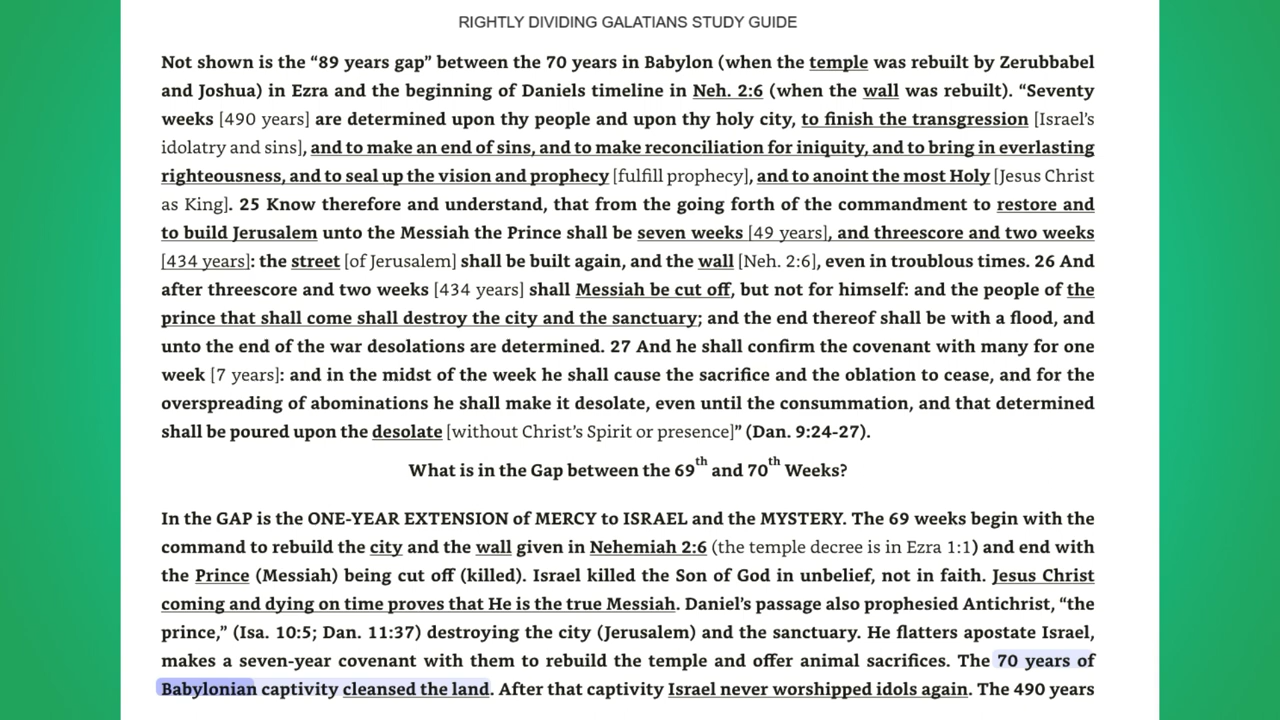 RIGHTLY DIVIDING GALATIANS STUDY GUIDE
Not shown is the “89 years gap” between the 70 years in Babylon (when the temple was rebuilt by Zerubbabel
and Joshua) in Ezra and the beginning of Daniels timeline in Neh. 2:6 (when the wall was rebuilt). “Seventy
weeks [490 years] are determined upon thy people and upon thy holy city, to finish the transgression [Israel’s
idolatry and sins], and to make an end of sins, and to make reconciliation for iniquity, and to bring in everlasting
righteousness, and to seal up the vision and prophecy [fulfill prophecy], and to anoint the most Holy [Jesus Christ
as King]. 25 Know therefore and understand, that from the going forth of the commandment to restore and
to build Jerusalem unto the Messiah the Prince shall be seven weeks [49 years], and threescore and two weeks
[434 years]: the street [of Jerusalem] shall be built again, and the wall [Neh. 2:6], even in troublous times. 26 And
after threescore and two weeks [434 years] shall Messiah be cut off, but not for himself: and the people of the
prince that shall come shall destroy the city and the sanctuary; and the end thereof shall be with a flood, and
unto the end of the war desolations are determined. 27 And he shall confirm the covenant with many for one
week [7 years]: and in the midst of the week he shall cause the sacrifice and the oblation to cease, and for the
overspreading of abominations he shall make it desolate, even until the consummation, and that determined
shall be poured upon the desolate [without Christ’s Spirit or presence]” (Dan. 9:24-27).
What is in the Gap between the 69th and 70th Weeks?
In the GAP is the ONE-YEAR EXTENSION of MERCY to ISRAEL and the MYSTERY. The 69 weeks begin with the
command to rebuild the city and the wall given in Nehemiah 2:6 (the temple decree is in Ezra 1:1) and end with
the Prince (Messiah) being cut off (killed). Israel killed the Son of God in unbelief, not in faith. Jesus Christ
coming and dying on time proves that He is the true Messiah. Daniel’s passage also prophesied Antichrist, “the
prince,” (Isa. 10:5; Dan. 11:37) destroying the city (Jerusalem) and the sanctuary. He flatters apostate Israel,
makes a seven-year covenant with them to rebuild the temple and offer animal sacrifices. The 70 years of
Babylonian captivity cleansed the land. After that captivity Israel never worshipped idols again. The 490 years